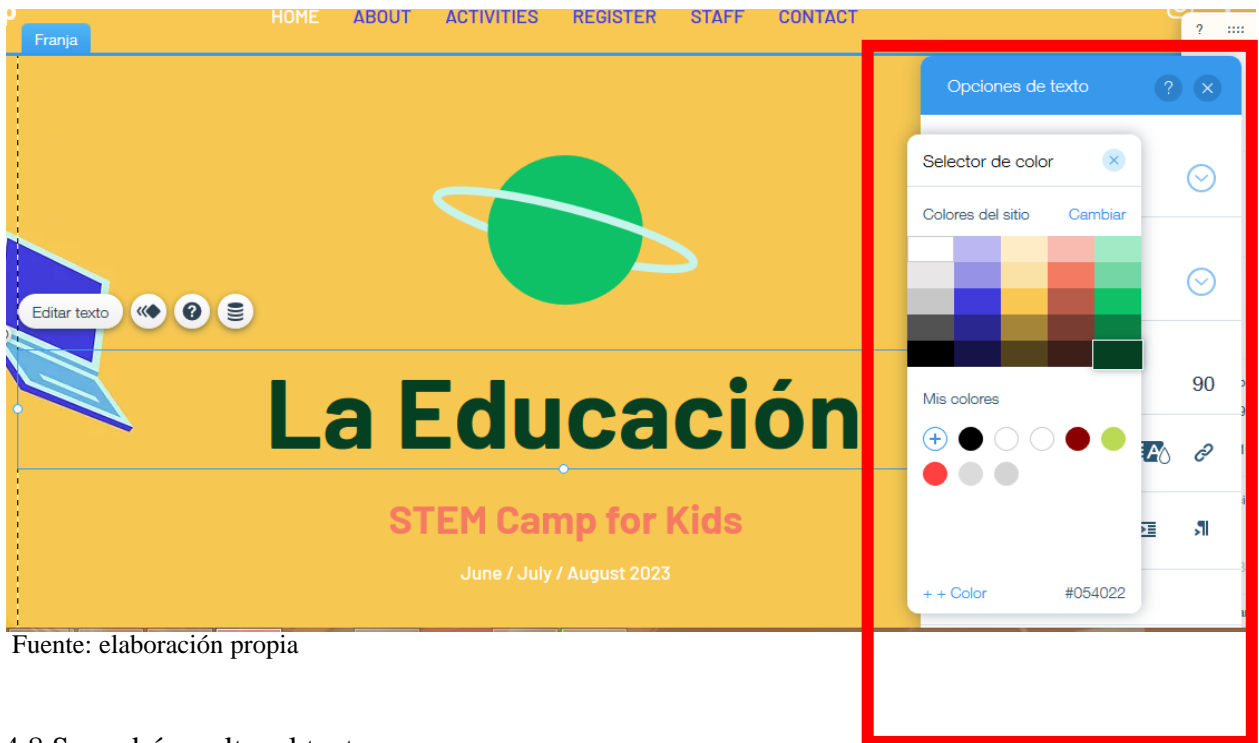 HOME ABOUT ACTIVITIES REGISTER STAFF CONTACT
Franja
?
Opciones de texto ?
Selector de color
Colores del sitio Cambiar
Editar texto ?
La Educación
90
Mis colores
A
STEM Camp for Kids
June / July / August 2023
+ + Color #054022
Fuente: elaboración propia